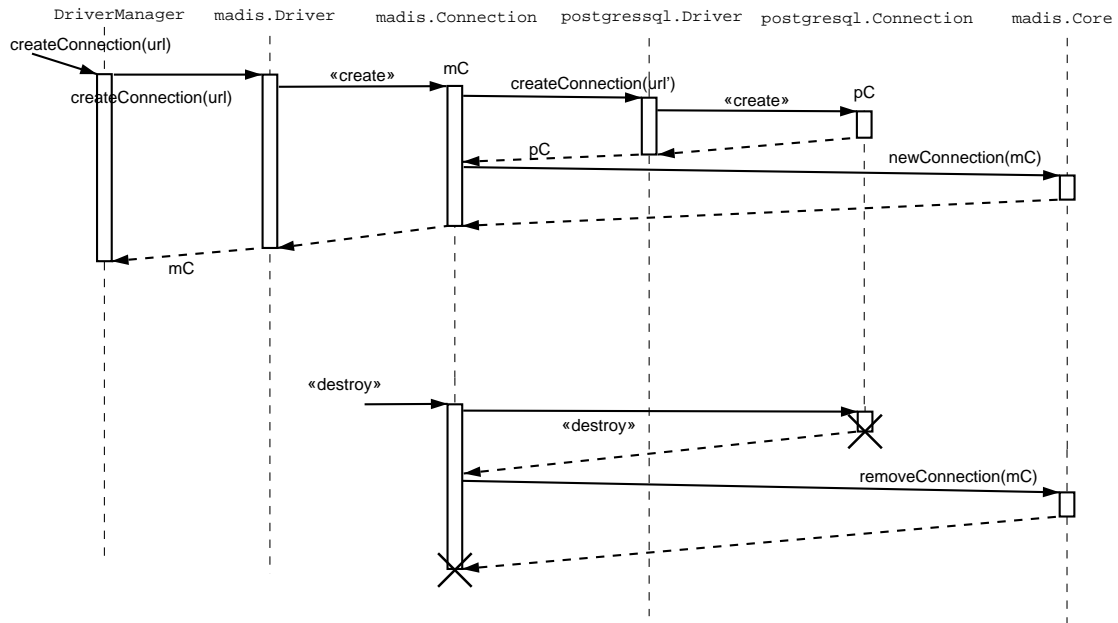 DriverManager madis.Driver madis.Connection postgressql.Driver postgresql.Connection madis.Core
createConnection(url)
mC
«create»
createConnection(url')
pC
createConnection(url)
«create»
pC
newConnection(mC)
mC
«destroy»
«destroy»
removeConnection(mC)